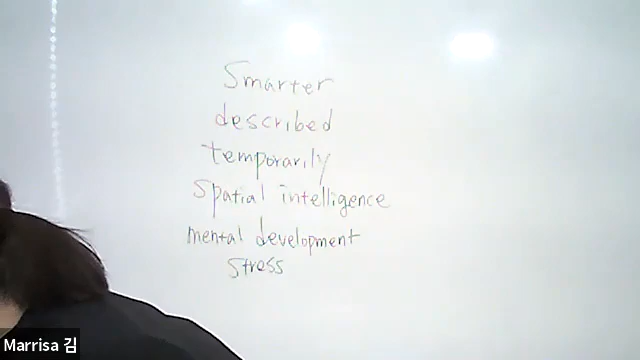 Smarter
described
temporarily
Spatial intelligence
mental development
Stress
Marrisa 김